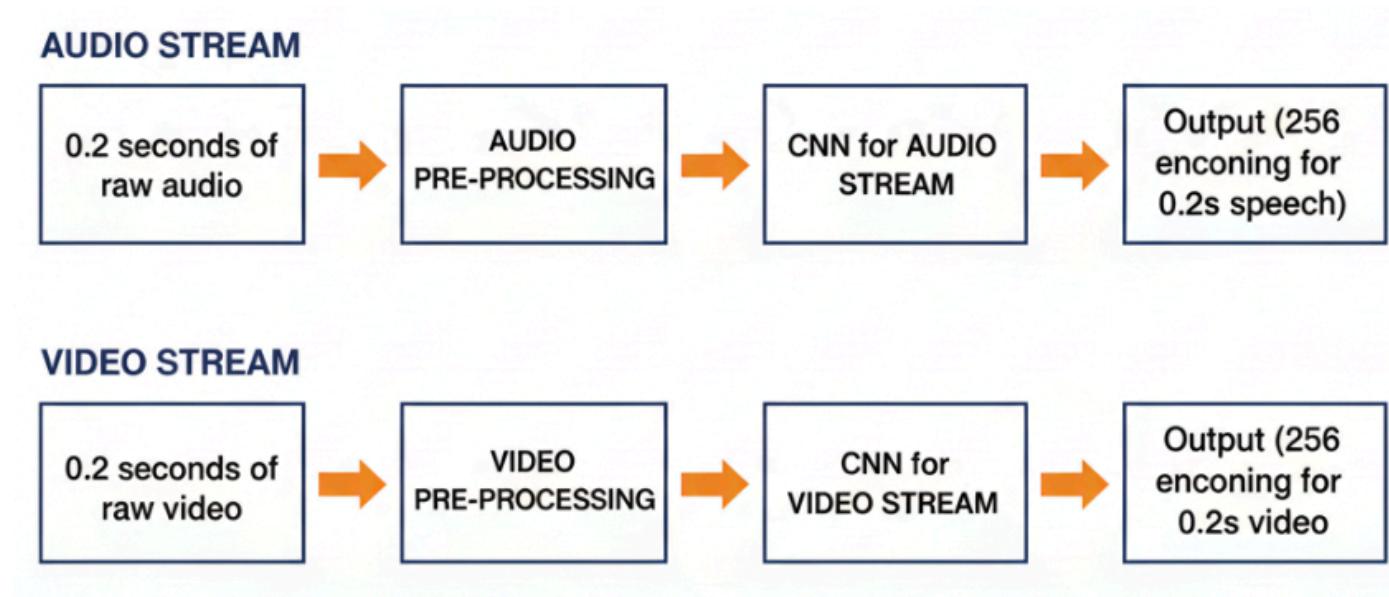 AUDIO STREAM
0.2 seconds of
raw audio
AUDIO
PRE-PROCESSING
CNN for AUDIO
STREAM
Output (256
enconing for
0.2s speech)
VIDEO STREAM
0.2 seconds of
raw video
VIDEO
PRE-PROCESSING
CNN for
VIDEO STREAM
Output (256
enconing for
0.2s video